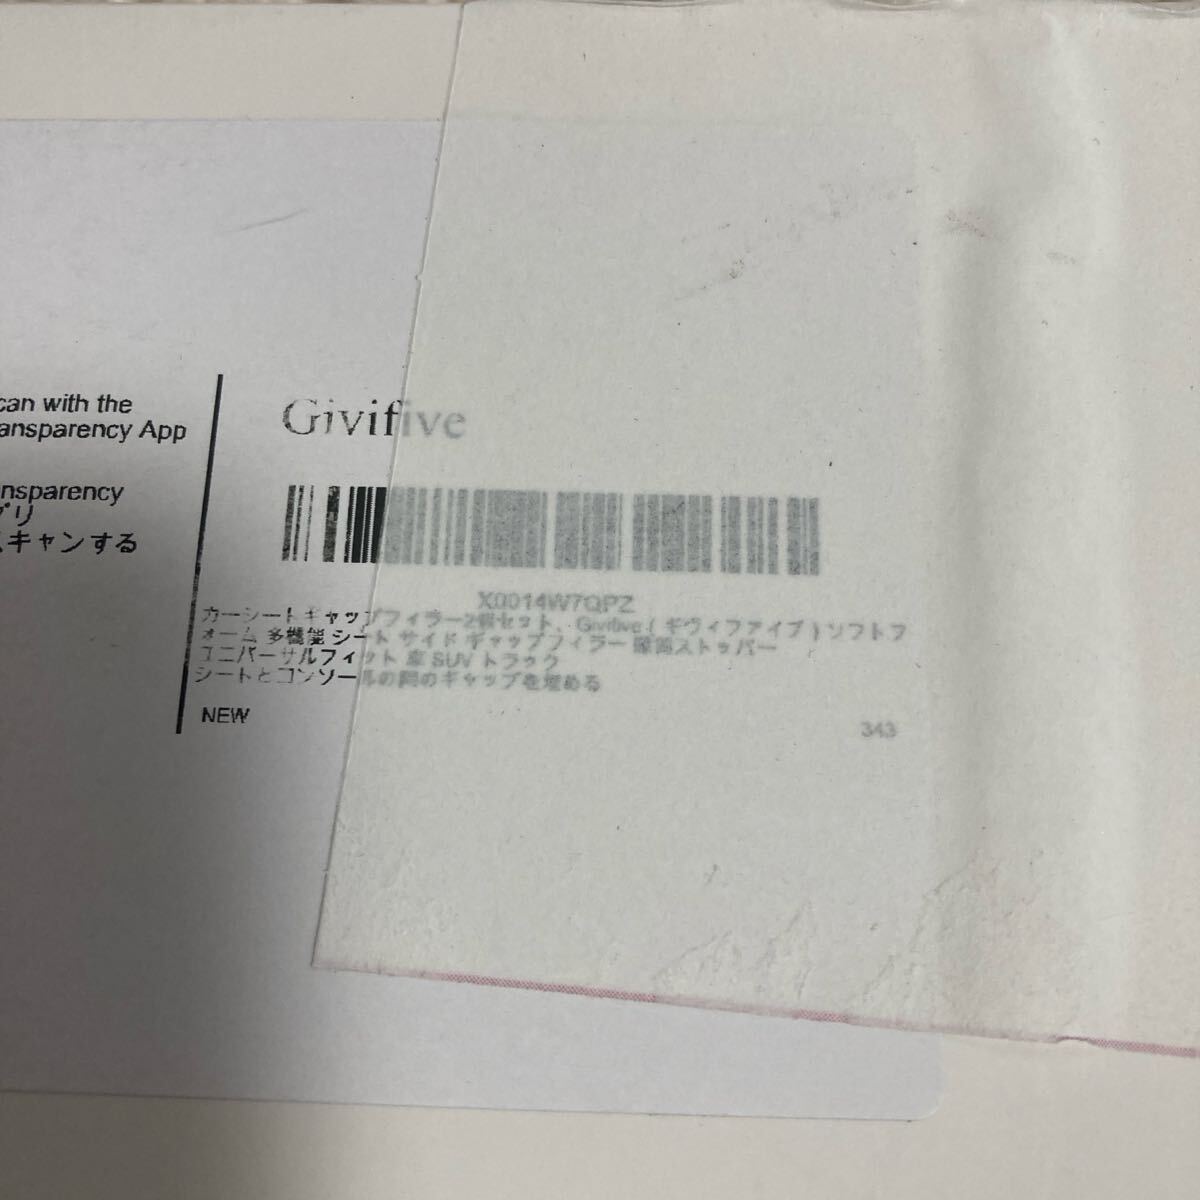 can with the
ansparency App
nsparency
プリ
スキャンする
Givifive
X0014W7QPZ
カーシートギャップフィラー2個セット、 Givifive ( ギヴィファイブ ) ソフトフ
ォーム 多機能 シート サイド ギャップフィラー 隙間ストッパー
ユニバーサルフィット 車 SUV トラック
シートとコンソールの間のギャップを埋める
NEW
343